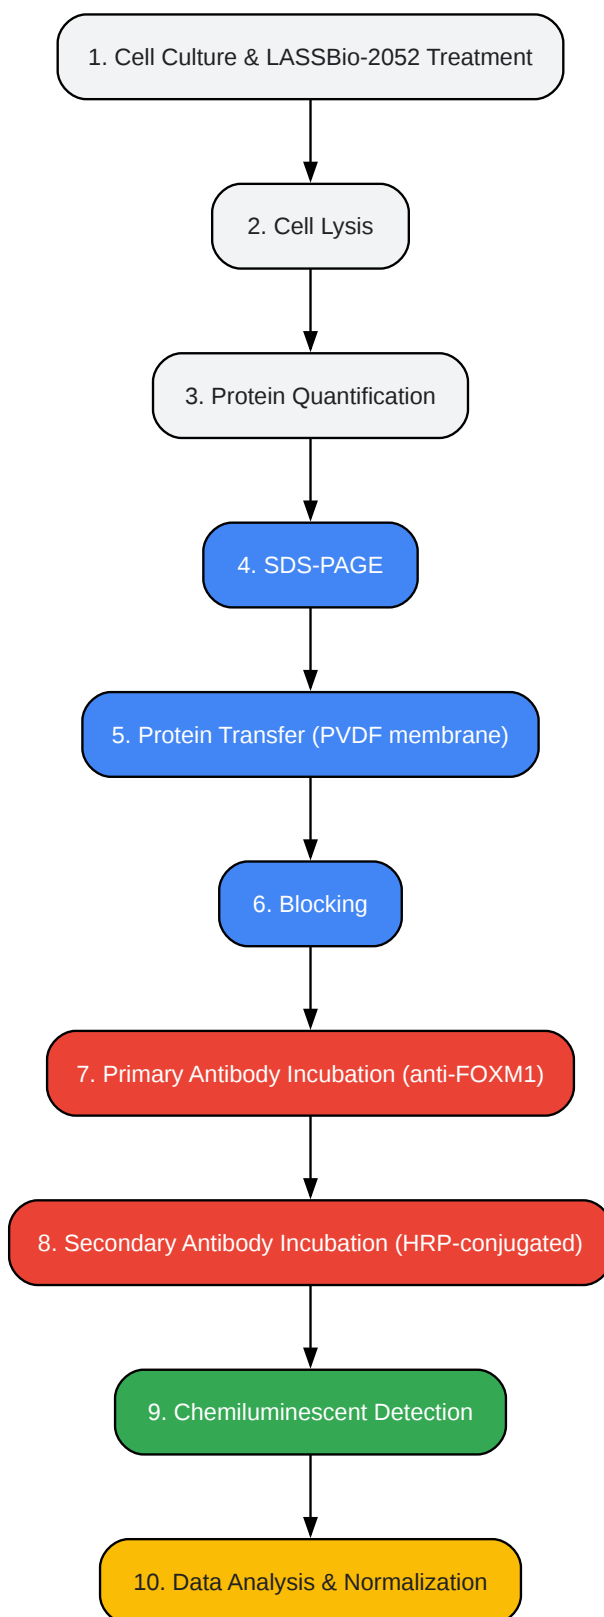 1. Cell Culture & LASSBio-2052 Treatment
2. Cell Lysis
3. Protein Quantification
4. SDS-PAGE
5. Protein Transfer (PVDF membrane)
6. Blocking
7. Primary Antibody Incubation (anti-FOXM1)
8. Secondary Antibody Incubation (HRP-conjugated)
9. Chemiluminescent Detection
10. Data Analysis & Normalization